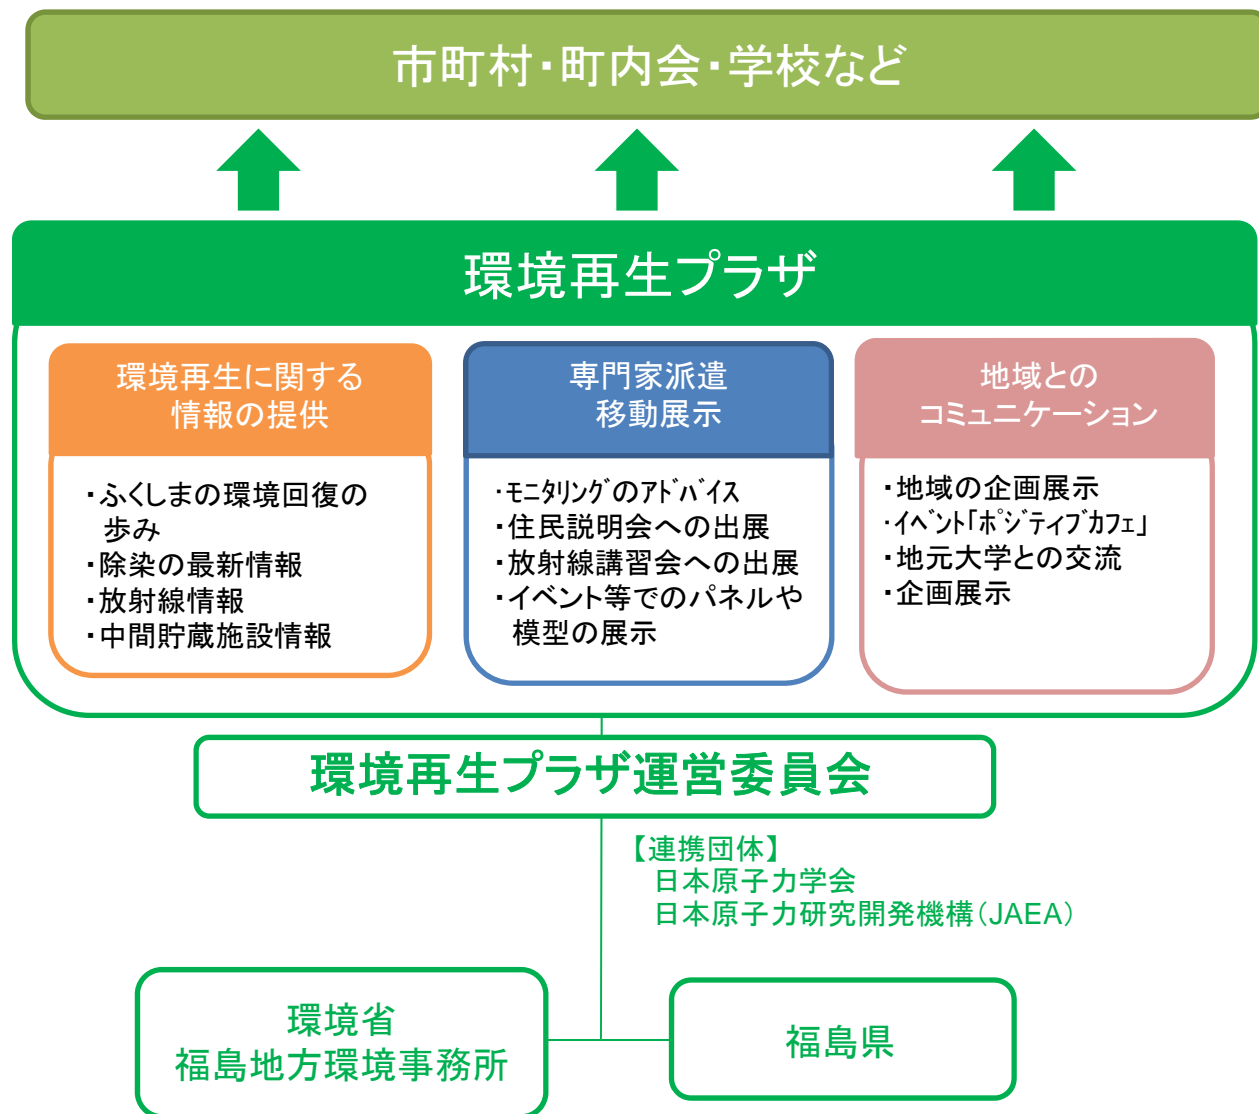 市町村・町内会・学校など
環境再生プラザ
環境再生に関する
情報の提供
・ふくしまの環境回復の
歩み
・除染の最新情報
・放射線情報
・中間貯蔵施設情報
専門家派遣
移動展示
・ﾓﾆﾀﾘﾝｸﾞのｱﾄﾞﾊﾞｲｽ
・住民説明会への出展
・放射線講習会への出展
・イベント等でのパネルや
模型の展示
地域との
コミュニケーション
・地域の企画展示
・ｲﾍﾞﾝﾄ「ﾎﾟｼﾞﾃｨﾌﾞｶﾌｪ」
・地元大学との交流
・企画展示
環境再生プラザ運営委員会
【連携団体】
日本原子力学会
日本原子力研究開発機構（JAEA）
環境省
福島地方環境事務所
福島県